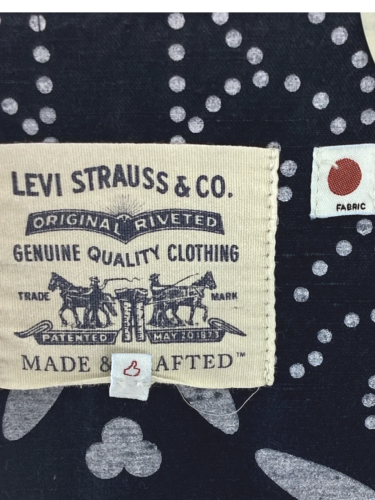 LEVI STRAUSS & CO.
ORIGINAL RIVETED
GENUINE QUALITY CLOTHING
TRADE MARK
PATENTED MAY 20 1873
MADE & AFTED™
FABRIC